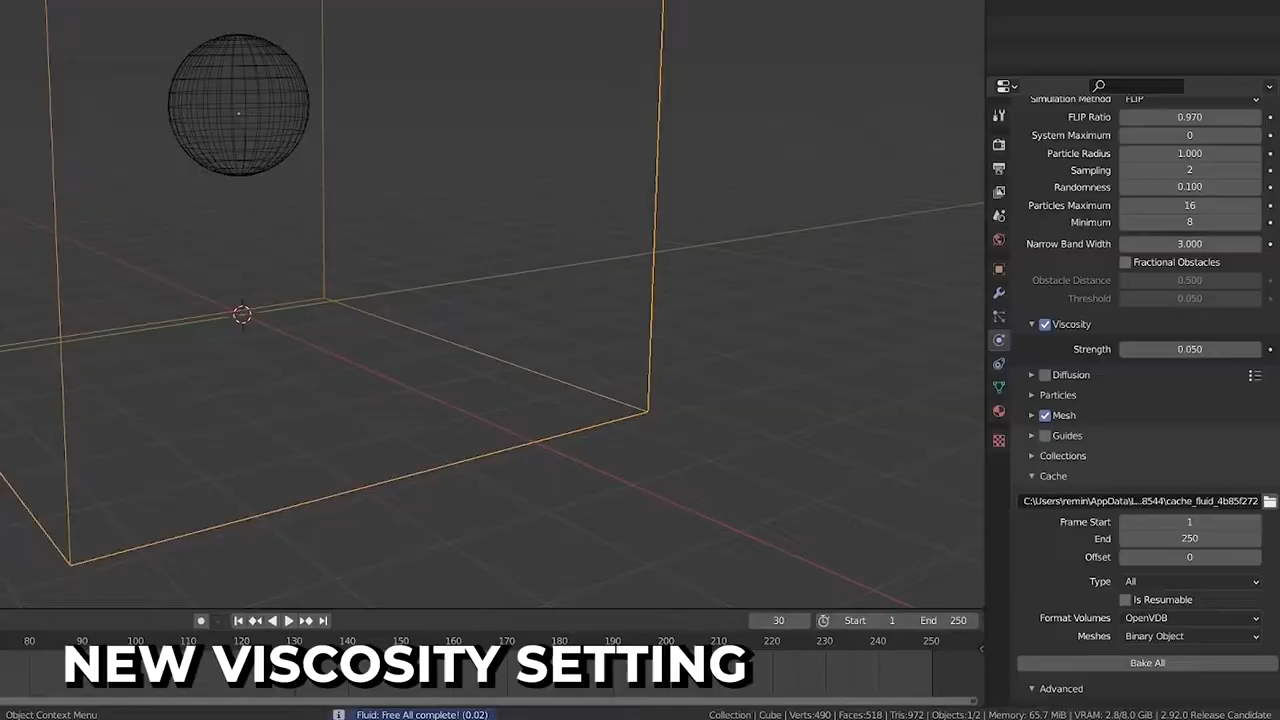 Simulation Method FLIP
FLIP Ratio 0.970
System Maximum 0
Particle Radius 1.000
Sampling 2
Randomness 0.100
Particles Maximum 16
Minimum 8
Narrow Band Width 3.000
Fractional Obstacles
Obstacle Distance 0.500
Threshold 0.050
Viscosity
Strength 0.050
Diffusion
Particles
Mesh
Guides
Collections
Cache
C:\Users\remin\AppData\L...8544\cache_fluid_4b85f272
Frame Start 1
End 250
Offset 0
Type All
Is Resumable
Format Volumes OpenVDB
Meshes Binary Object
Bake All
Advanced
30 Start 1 End 250
80 90 100 110 120 130 140 150 160 170 180 190 200 210 220 230 240 250
NEW VISCOSITY SETTING
Object Context Menu
Fluid: Free All complete! (0.02)
Collection | Cube | Verts:490 | Faces:518 | Tris:972 | Objects:1/2 | Memory: 65.7 MiB | VRAM: 2.8/8.0 GiB | 2.92.0 Release Candidate